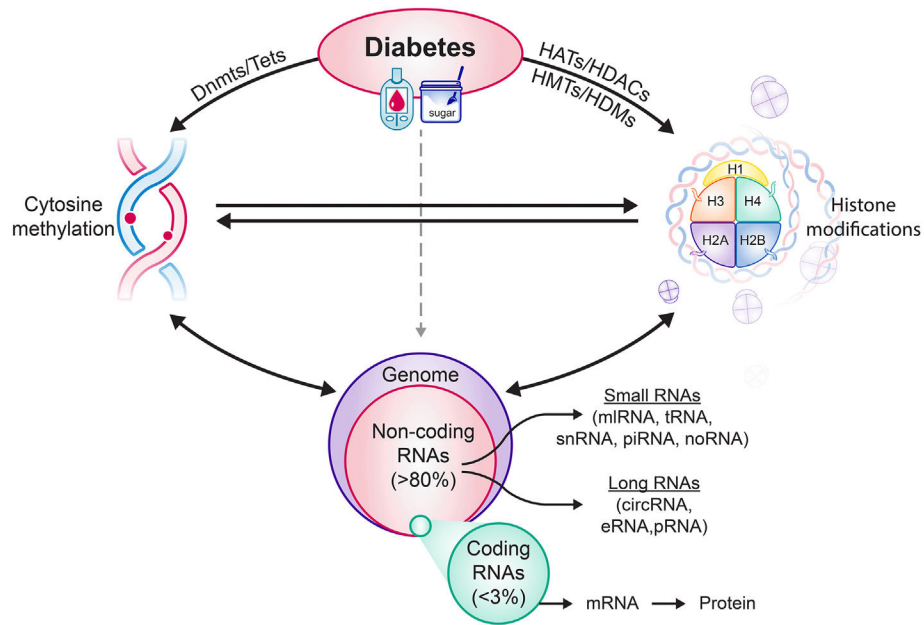 Diabetes
sugar
Dnmts/Tets
HATs/HDACs
HMTs/HDMs
Cytosine
methylation
H1
H3
H4
H2A
H2B
Histone
modifications
Genome
Non-coding
RNAs
(>80%)
Small RNAs
(mlRNA, tRNA,
snRNA, piRNA, noRNA)
Long RNAs
(circRNA,
eRNA,pRNA)
Coding
RNAs
(<3%)
mRNA
Protein